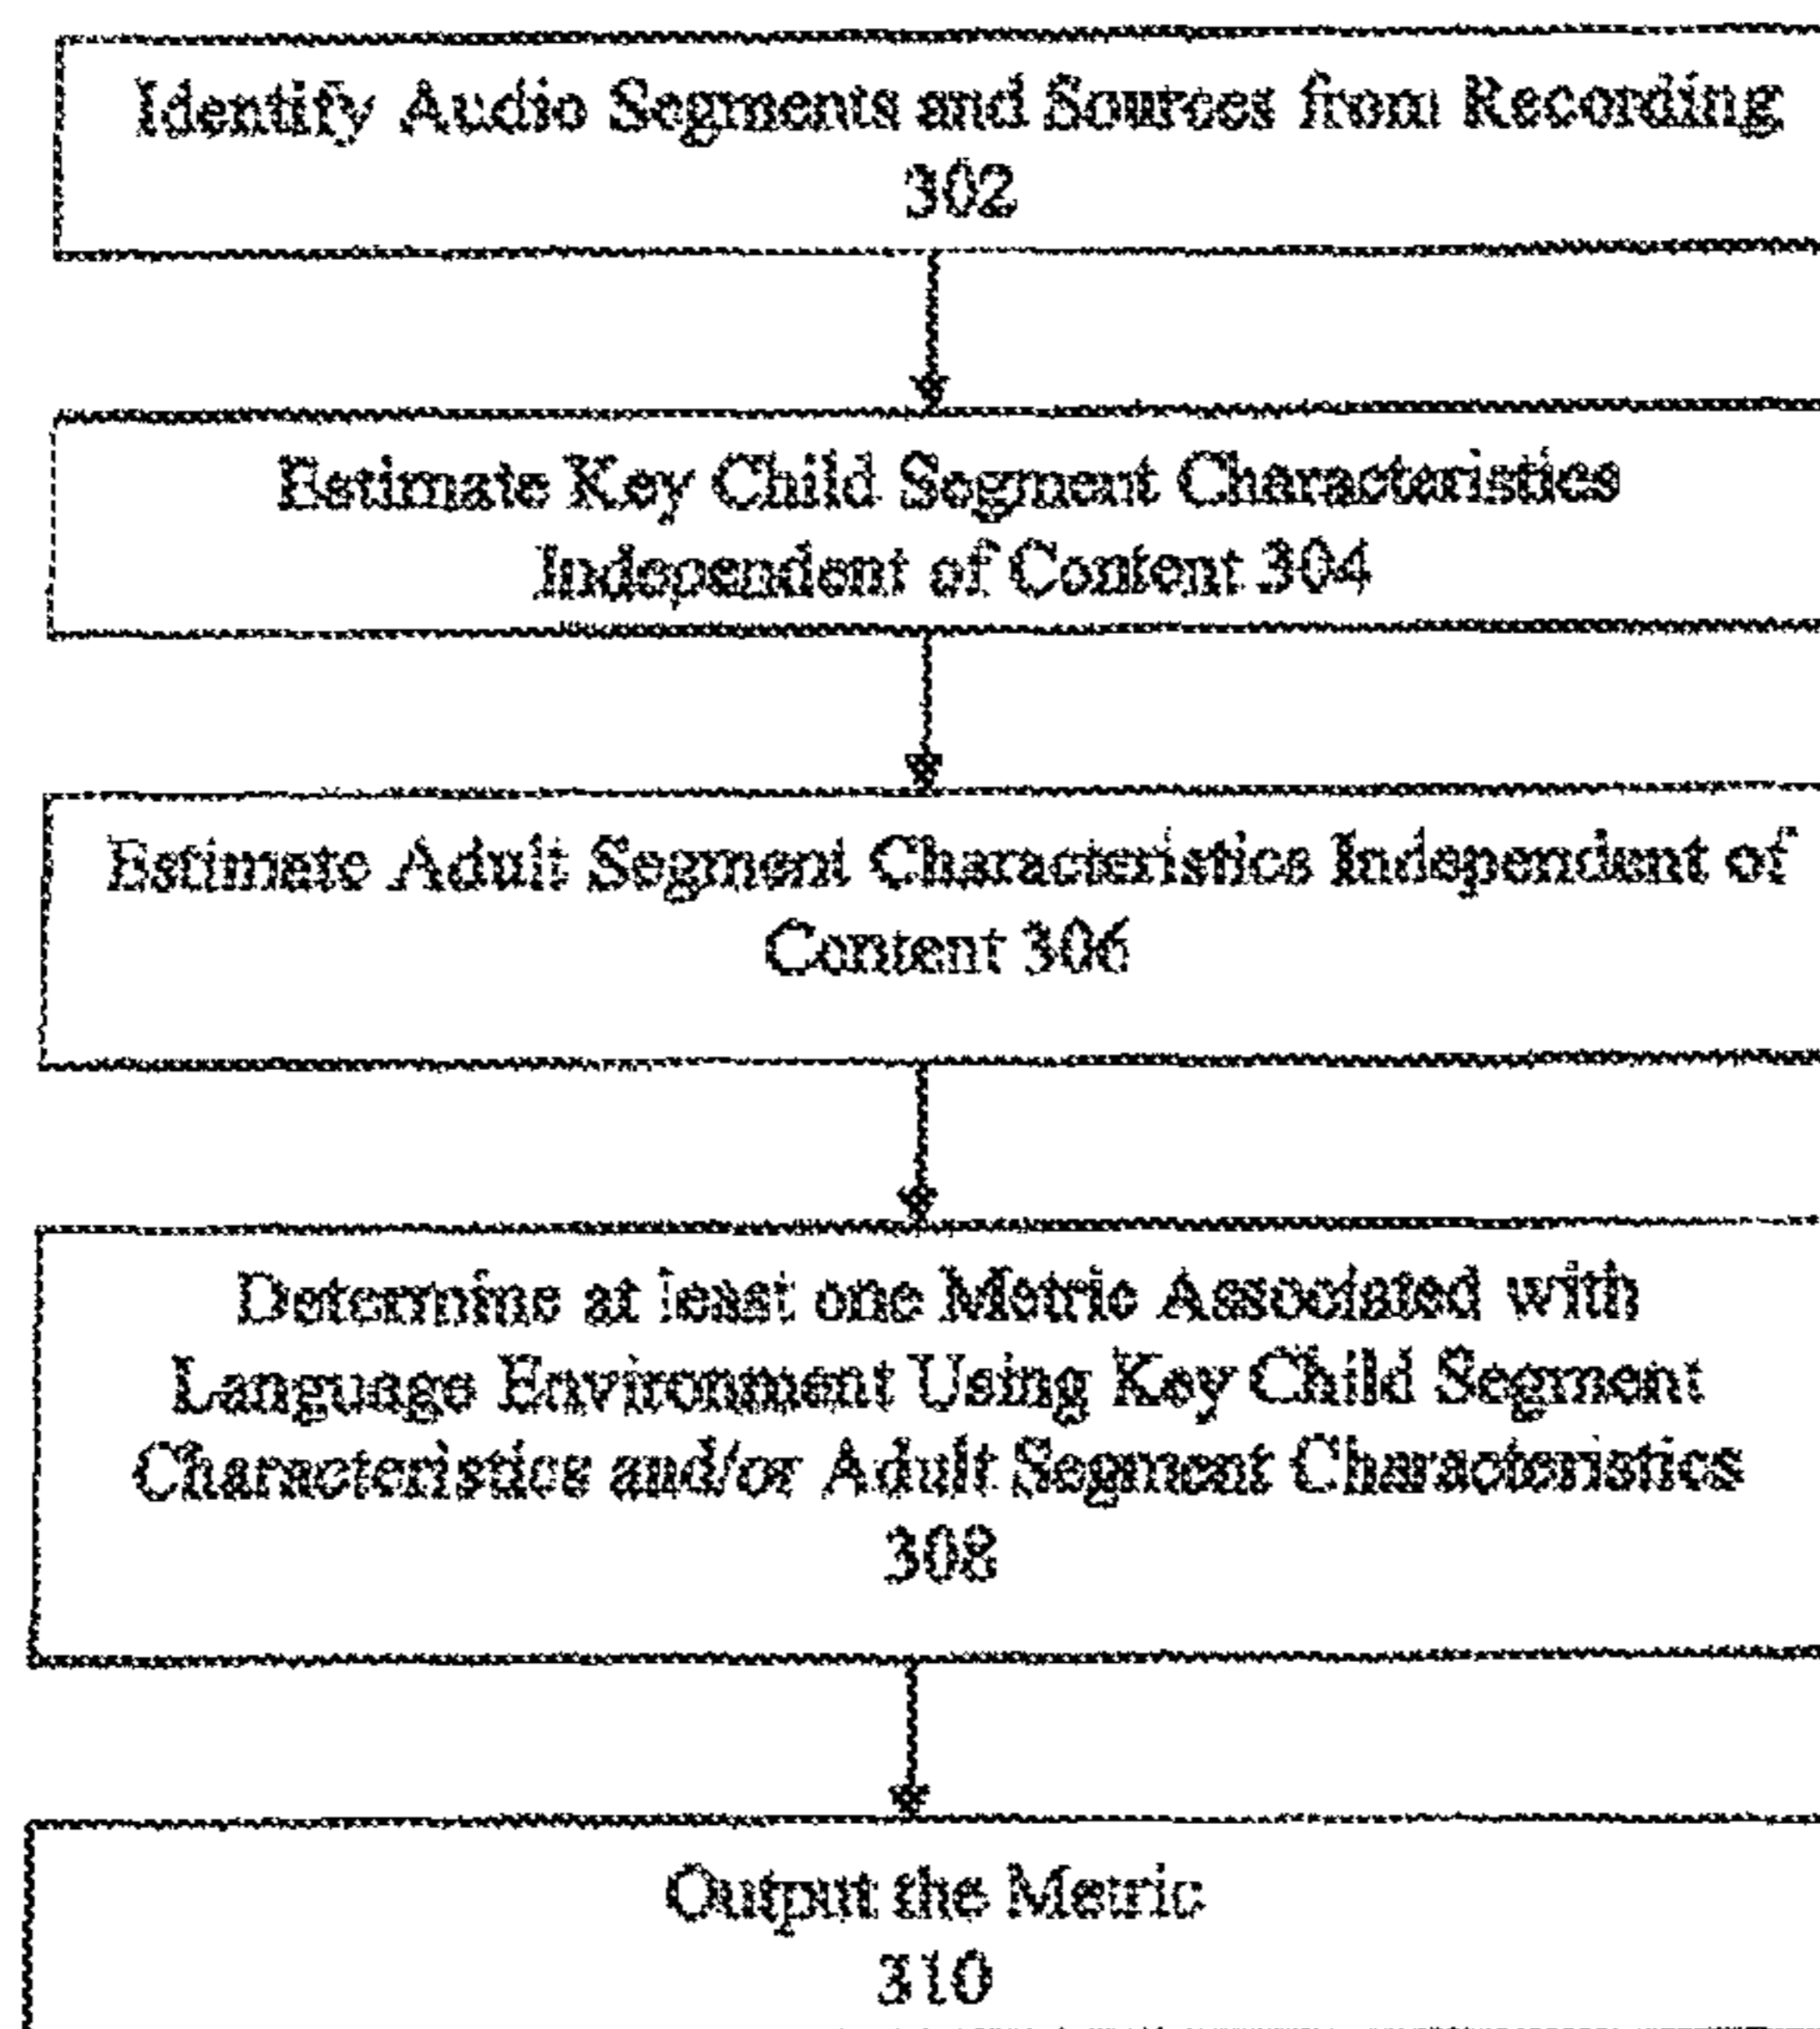 Identify Audio Segments and Sources from Recording
302
Estimate Key Child Segment Characteristics
Independent of Content 304
Estimate Adult Segment Characteristics Independent of
Content 306
Determine at least one Metric Associated with
Language Environment Using Key Child Segment
Characteristics and/or Adult Segment Characteristics
308
Output the Metric
310